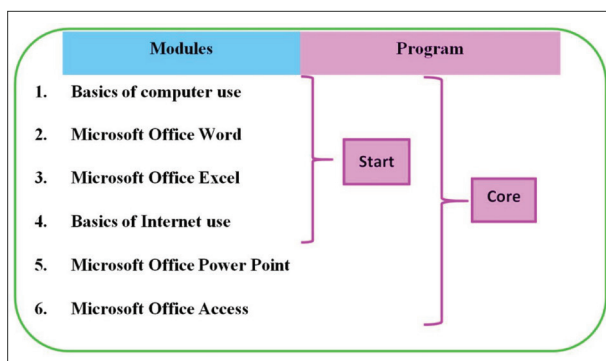 Modules Program
1. Basics of computer use
2. Microsoft Office Word
Start
3. Microsoft Office Excel
Core
4. Basics of Internet use
5. Microsoft Office Power Point
6. Microsoft Office Access